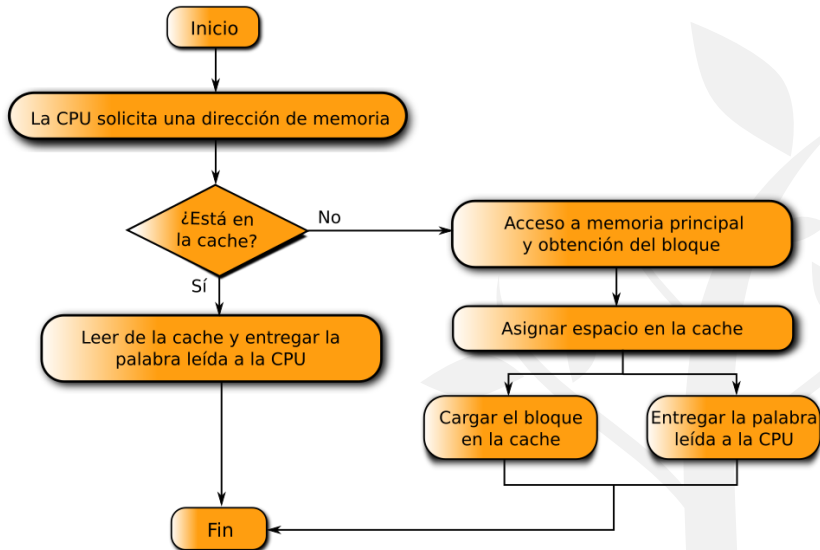 Inicio
La CPU solicita una dirección de memoria
¿Está en
la cache?
No
Sí
Acceso a memoria principal
y obtención del bloque
Leer de la cache y entregar la
palabra leída a la CPU
Asignar espacio en la cache
Cargar el bloque
en la cache
Entregar la palabra
leída a la CPU
Fin